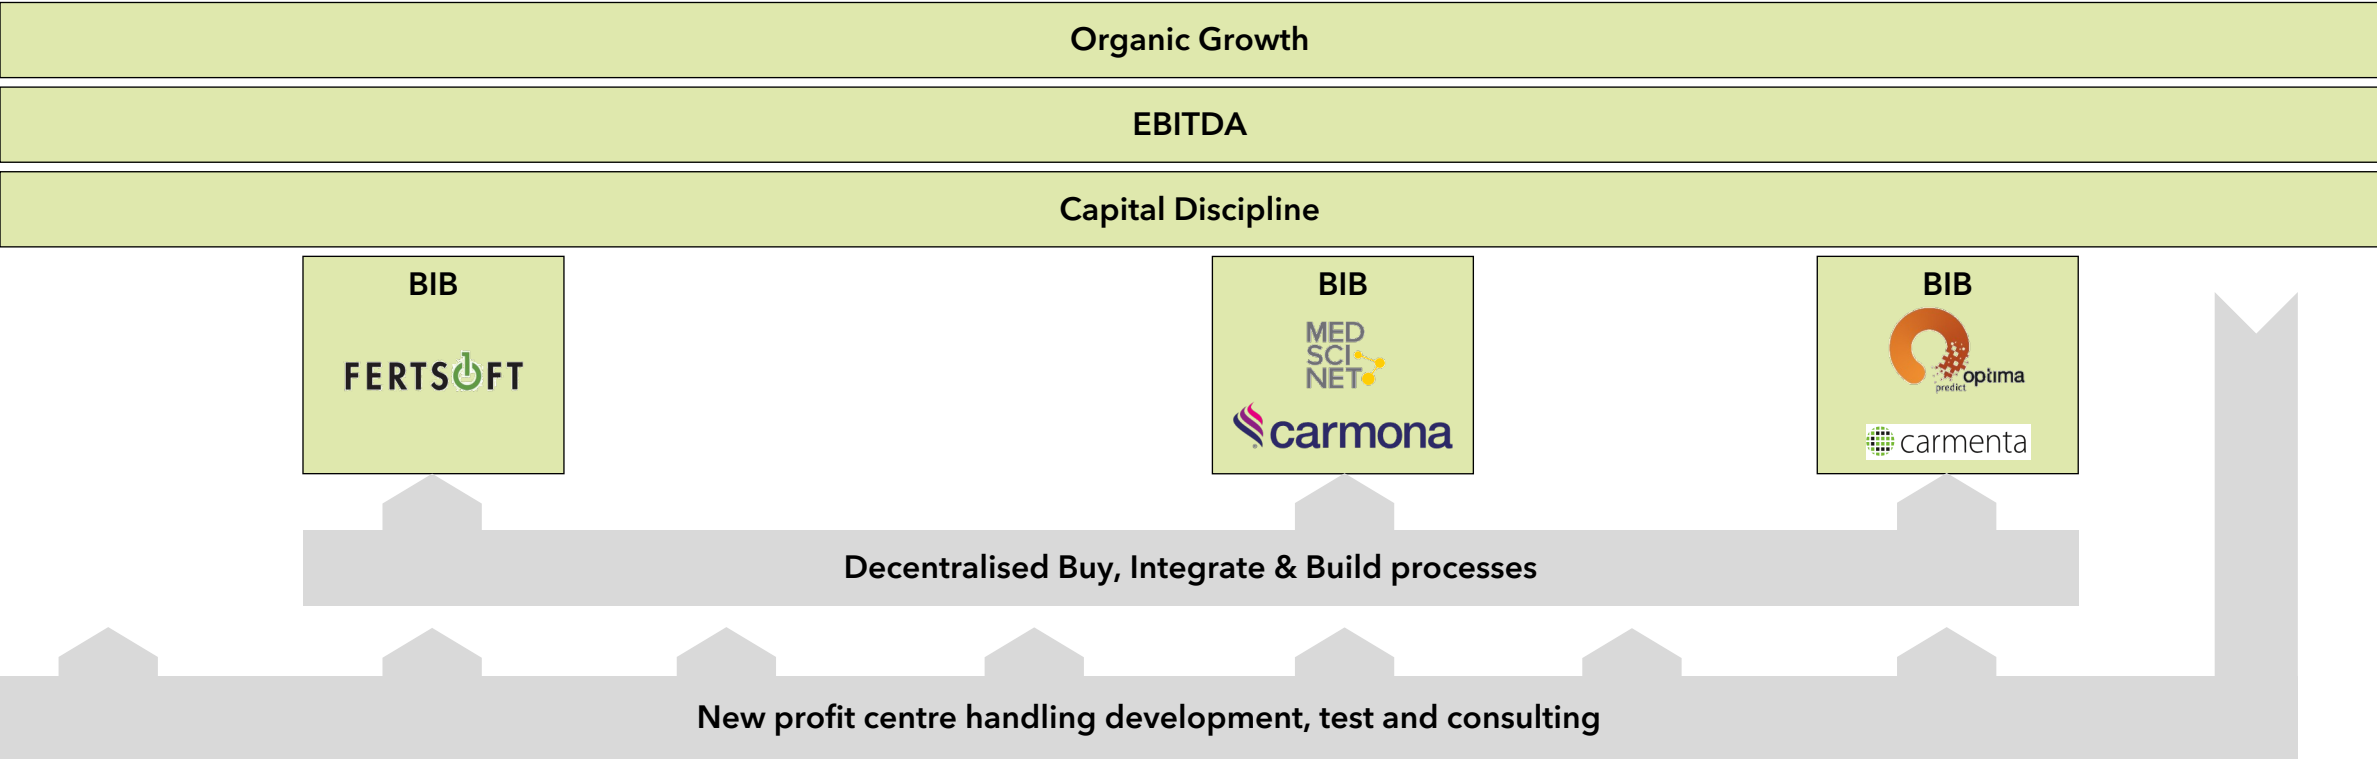 Organic Growth
EBITDA
Capital Discipline
BIB
FERTSOFT
BIB
MED
SCI
NET
carmona
BIB
optima
predict
carmenta
Decentralised Buy, Integrate & Build processes
New profit centre handling development, test and consulting